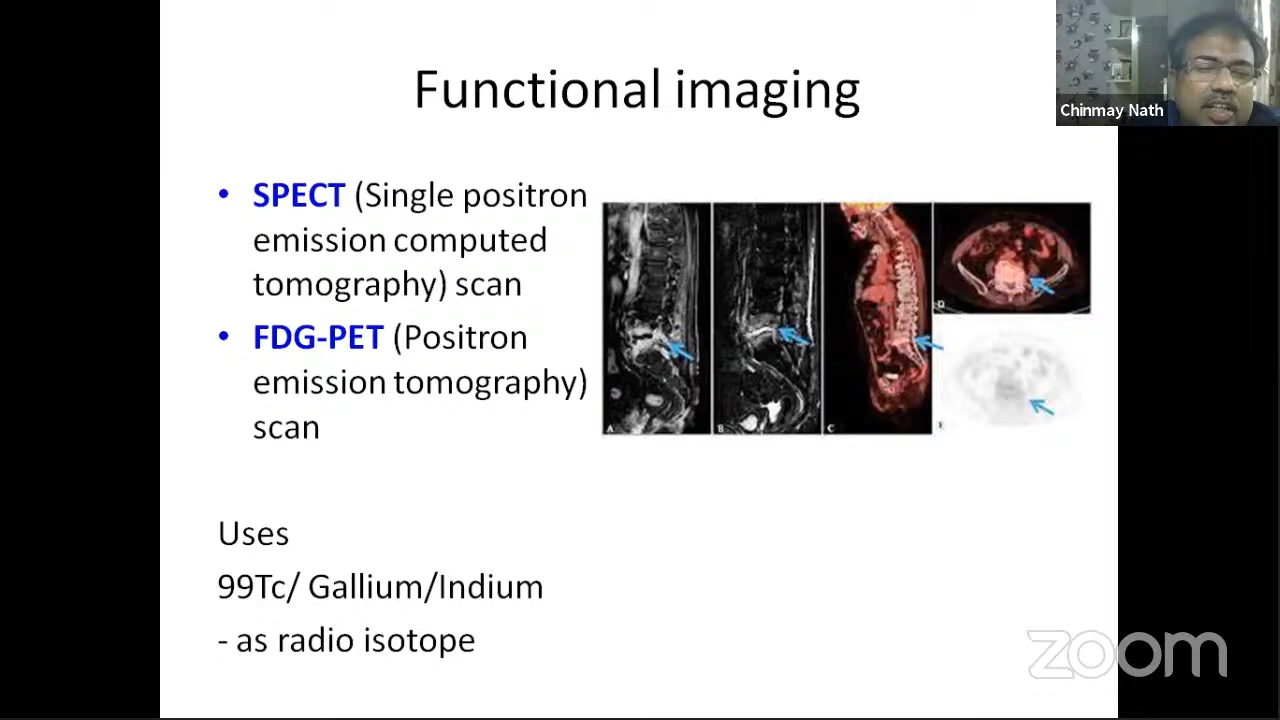 Functional imaging
Chinmay Nath
• SPECT (Single positron
emission computed
tomography) scan
• FDG-PET (Positron
emission tomography)
scan
A
B
C
D
E
Uses
99Tc/ Gallium/Indium
- as radio isotope
zoom